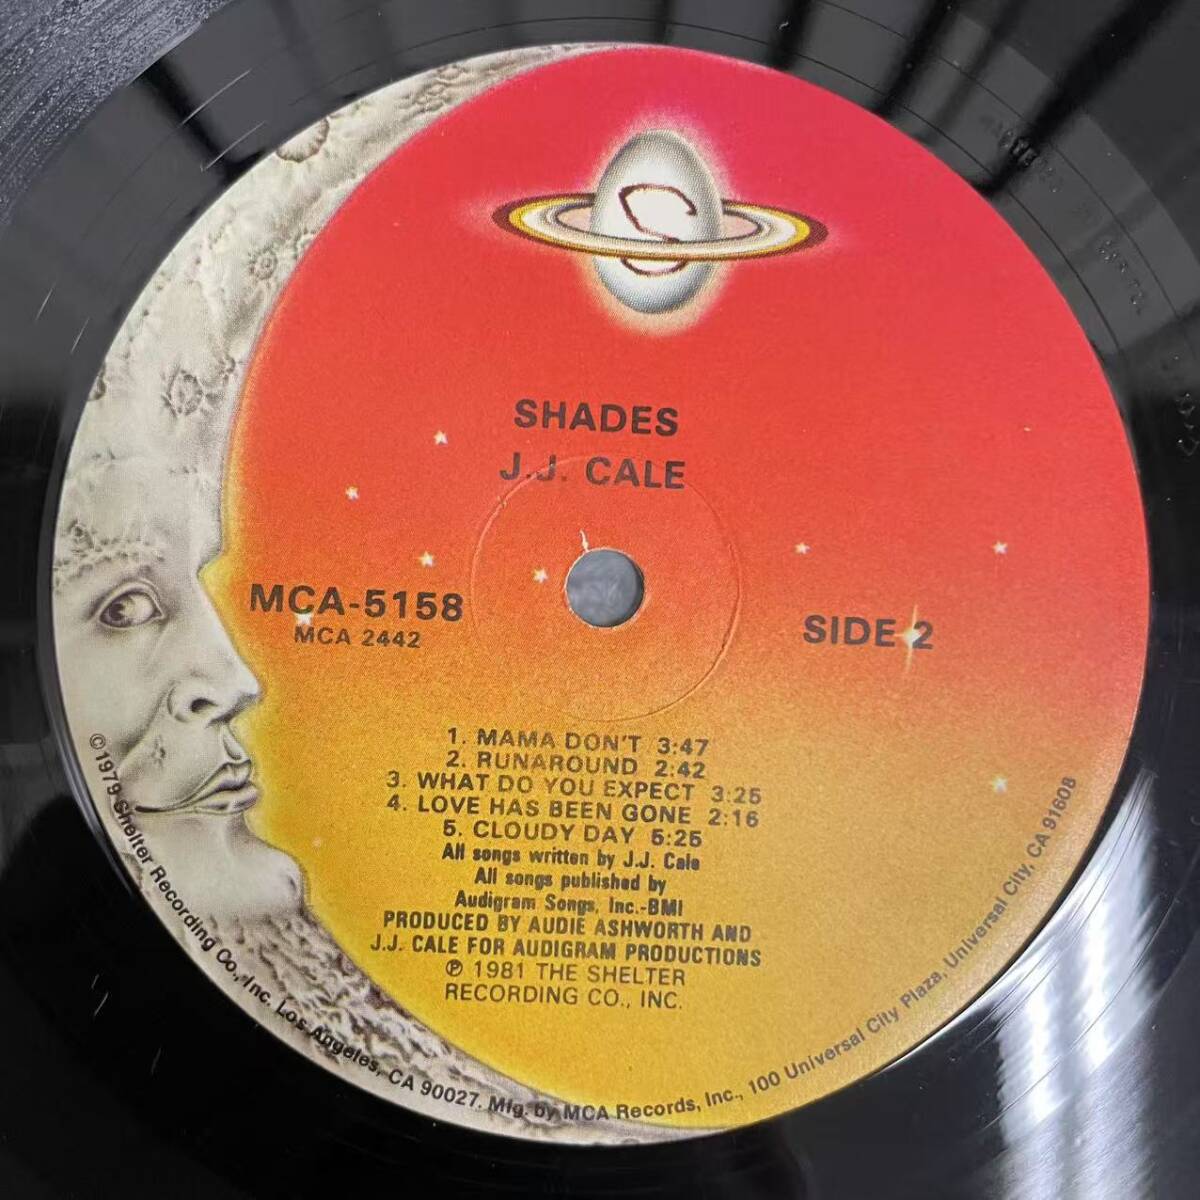 SHADES
J.J. CALE
MCA-5158
MCA 2442
SIDE 2
1. MAMA DON'T 3:47
2. RUNAROUND 2:42
3. WHAT DO YOU EXPECT 3:25
4. LOVE HAS BEEN GONE 2:16
5. CLOUDY DAY 5:25
All songs written by J.J. Cale
All songs published by
Audigram Songs, Inc.-BMI
PRODUCED BY AUDIE ASHWORTH AND
J.J. CALE FOR AUDIGRAM PRODUCTIONS
℗ 1981 THE SHELTER
RECORDING CO., INC.
©1979 Shelter Recording Co., Inc. Los Angeles, CA 90027. Mfg. by MCA Records, Inc., 100 Universal City Plaza, Universal City, CA 91608